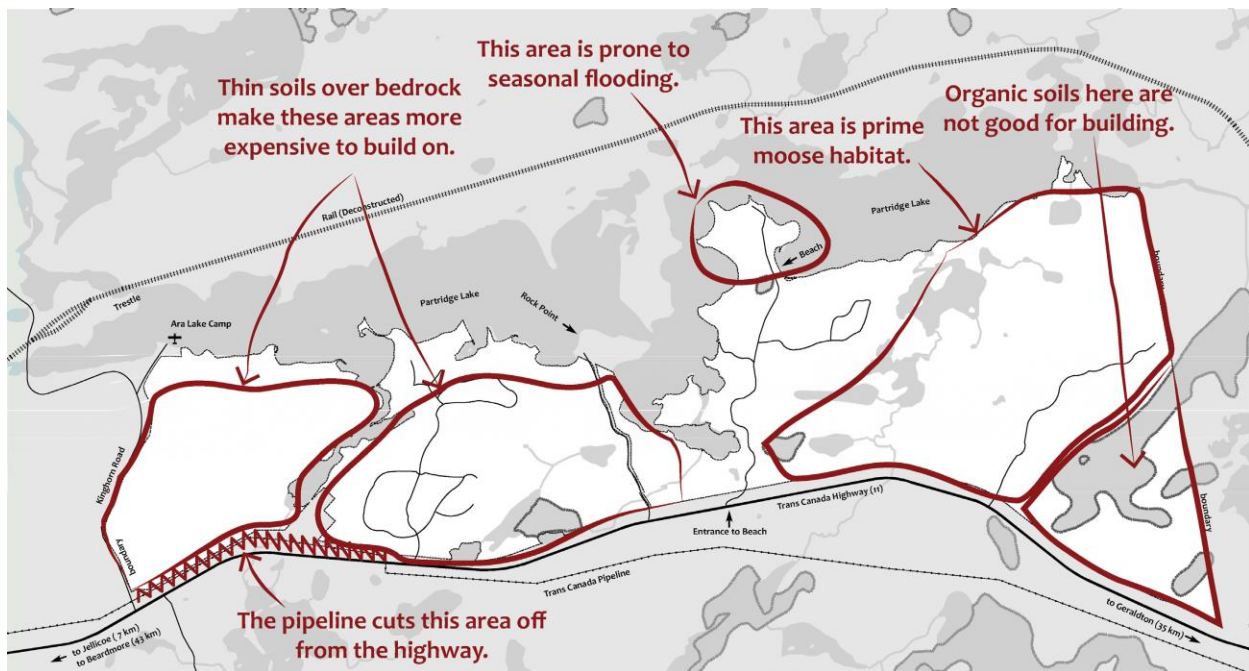 This area is prone to
seasonal flooding.
Thin soils over bedrock
make these areas more
expensive to build on.
Organic soils here are
not good for building.
This area is prime
moose habitat.
Rail (Deconstructed)
Partridge Lake
boundary
Beach
Trestle
Partridge Lake
Rock Point
Ara Lake Camp
Kinghorn Road
boundary
Trans Canada Highway (11)
boundary
Entrance to Beach
Trans Canada Pipeline
The pipeline cuts this area off
from the highway.
to Jellicoe (7 km)
to Beardmore (43 km)
to Geraldton (35 km)